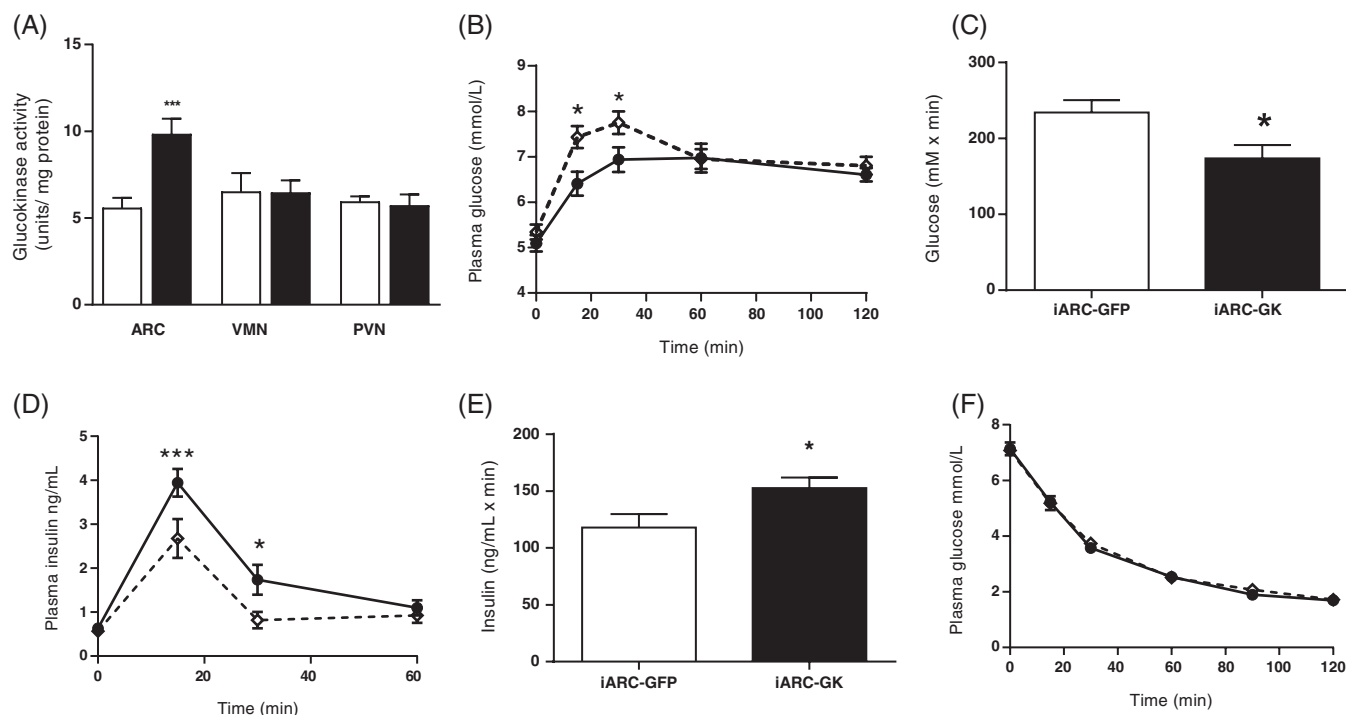 (A)
15
10
5
0
Glucokinase activity
(units/ mg protein)
***
ARC VMN PVN
(B)
9
8
7
6
5
4
Plasma glucose (mmol/L)
* *
0 20 40 60 80 100 120
Time (min)
(C)
300
200
100
0
Glucose (mM x min)
*
iARC-GFP iARC-GK
(D)
5
4
3
2
1
0
Plasma insulin ng/mL
***
*
0 20 40 60
Time (min)
(E)
200
150
100
50
0
Insulin (ng/mL x min)
*
iARC-GFP iARC-GK
(F)
8
6
4
2
0
Plasma glucose mmol/L
0 20 40 60 80 100 120
Time (min)